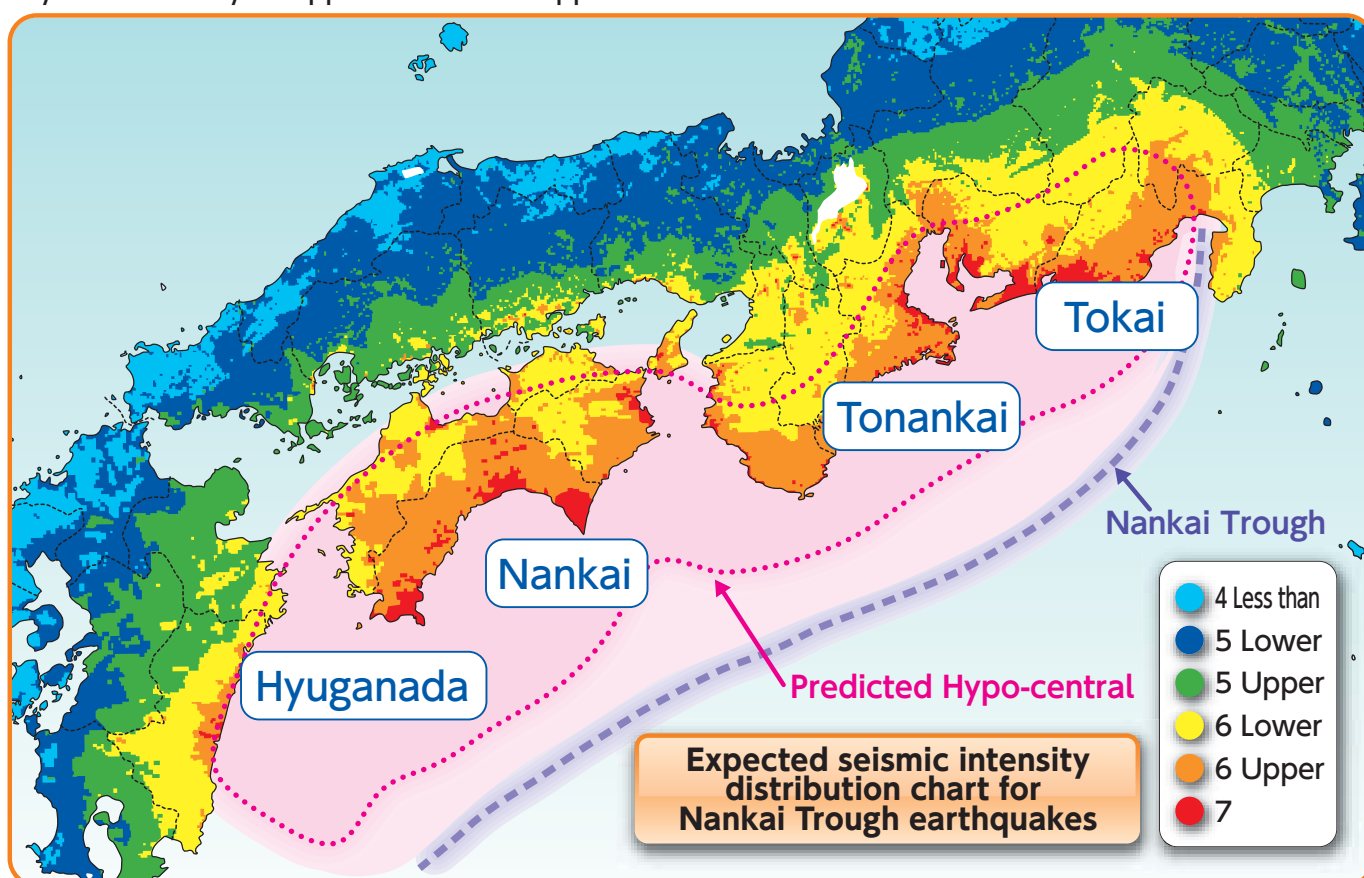 Tokai
Tonankai
Nankai Trough
Nankai
Hyuganada
Predicted Hypo-central
Expected seismic intensity
distribution chart for
Nankai Trough earthquakes
4 Less than
5 Lower
5 Upper
6 Lower
6 Upper
7